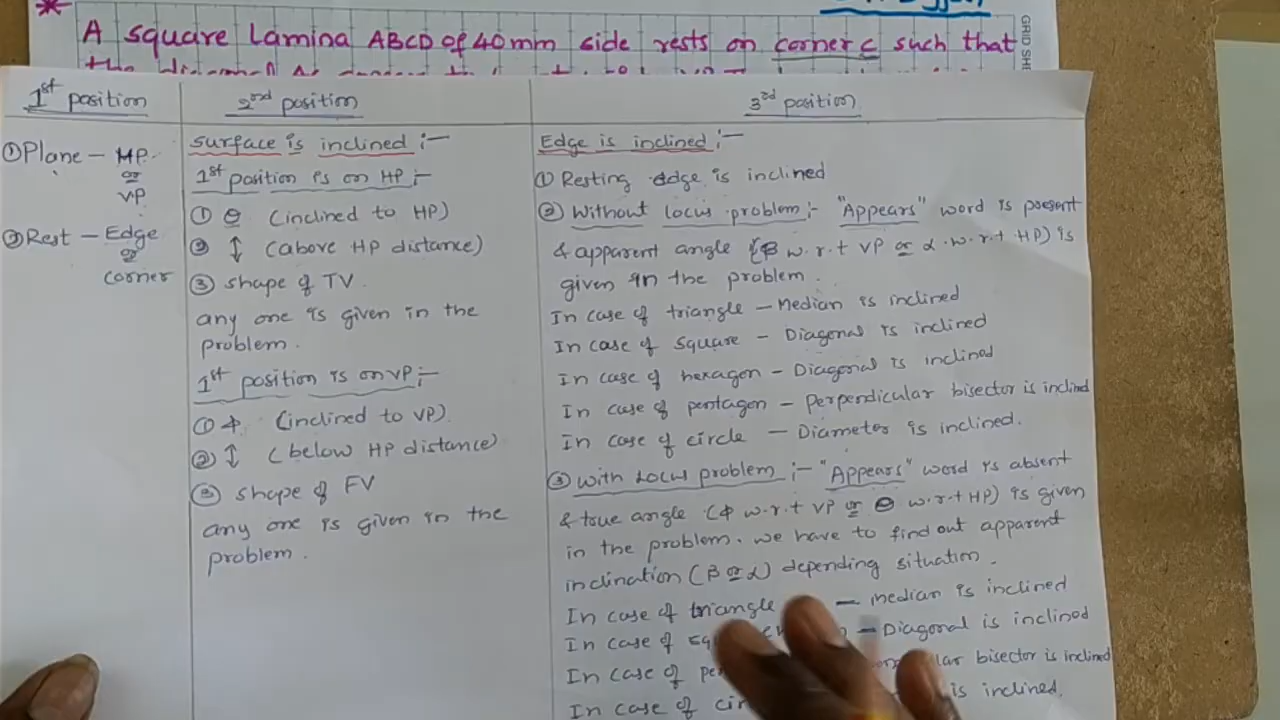 A square Lamina ABCD of 40mm side rests on corner c such that
GRID SHE
1st position
① Plane - HP
or
VP
② Rest - Edge
or
corner
2nd position
surface is inclined :-
1st position is on HP :-
① θ (inclined to HP)
② ↕ (above HP distance)
③ shape of TV.
any one is given in the
problem.
1st position is on VP :-
① ϕ (inclined to VP)
② ↕ (below HP distance)
③ shape of FV
any one is given in the
problem.
3rd position
Edge is inclined :-
① Resting edge is inclined
② Without locus problem :- "Appears" word is present
& apparent angle (β w.r.t VP or α w.r.t HP) is
given in the problem.
In case of triangle - Median is inclined
In case of square - Diagonal is inclined
In case of hexagon - Diagonal is inclined
In case of pentagon - Perpendicular bisector is inclined
In case of circle - Diameter is inclined.
③ with Locus problem :- "Appears" word is absent
& true angle (ϕ w.r.t VP or θ w.r.t HP) is given
in the problem. we have to find out apparent
inclination (β or α) depending situation.
In case of triangle - median is inclined
In case of - Diagonal is inclined
In case of bisector is inclined
In case of is inclined.